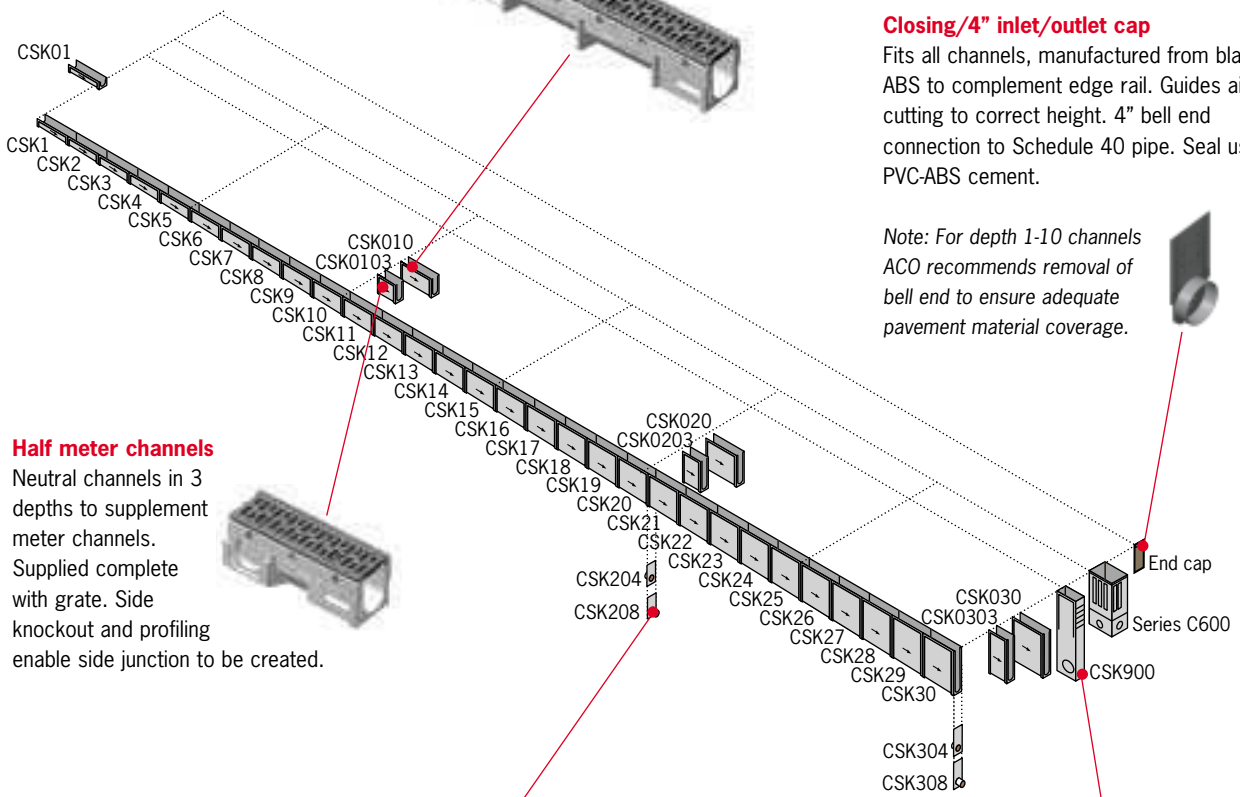 Closing/4” inlet/outlet cap
Fits all channels, manufactured from
ABS to complement edge rail. Guides
cutting to correct height. 4” bell end
connection to Schedule 40 pipe. Seal
PVC-ABS cement.
Note: For depth 1-10 channels
ACO recommends removal of
bell end to ensure adequate
pavement material coverage.
CSK01
CSK1
CSK2
CSK3
CSK4
CSK5
CSK6
CSK7
CSK8
CSK9
CSK10
CSK11
CSK12
CSK13
CSK14
CSK15
CSK16
CSK17
CSK18
CSK19
CSK20
CSK21
CSK22
CSK23
CSK24
CSK25
CSK26
CSK27
CSK28
CSK29
CSK30
CSK010
CSK0103
CSK020
CSK0203
CSK030
CSK0303
CSK204
CSK208
CSK304
CSK308
End cap
Series C600
CSK900
Half meter channels
Neutral channels in 3
depths to supplement
meter channels.
Supplied complete
with grate. Side
knockout and profiling
enable side junction to be created.